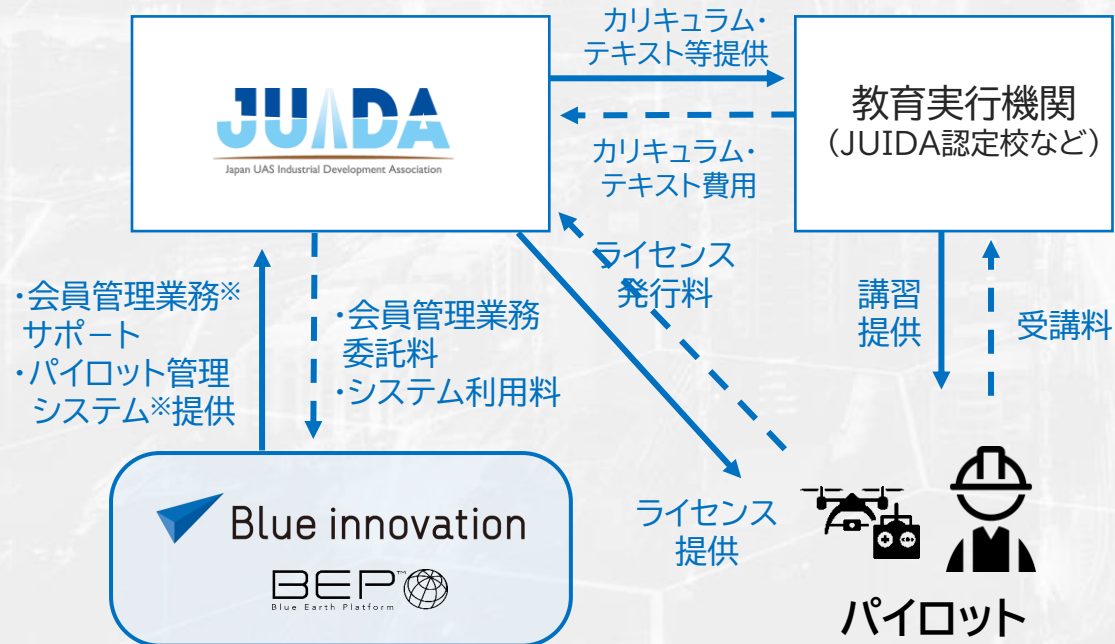 カリキュラム・
テキスト等提供
JUIDA
Japan UAS Industrial Development Association
教育実行機関
（JUIDA認定校など）
カリキュラム・
テキスト費用
ライセンス
発行料
・会員管理業務※
サポート
・パイロット管理
システム※提供
・会員管理業務
委託料
・システム利用料
講習
提供
受講料
Blue innovation
BEP™
Blue Earth Platform
ライセンス
提供
パイロット